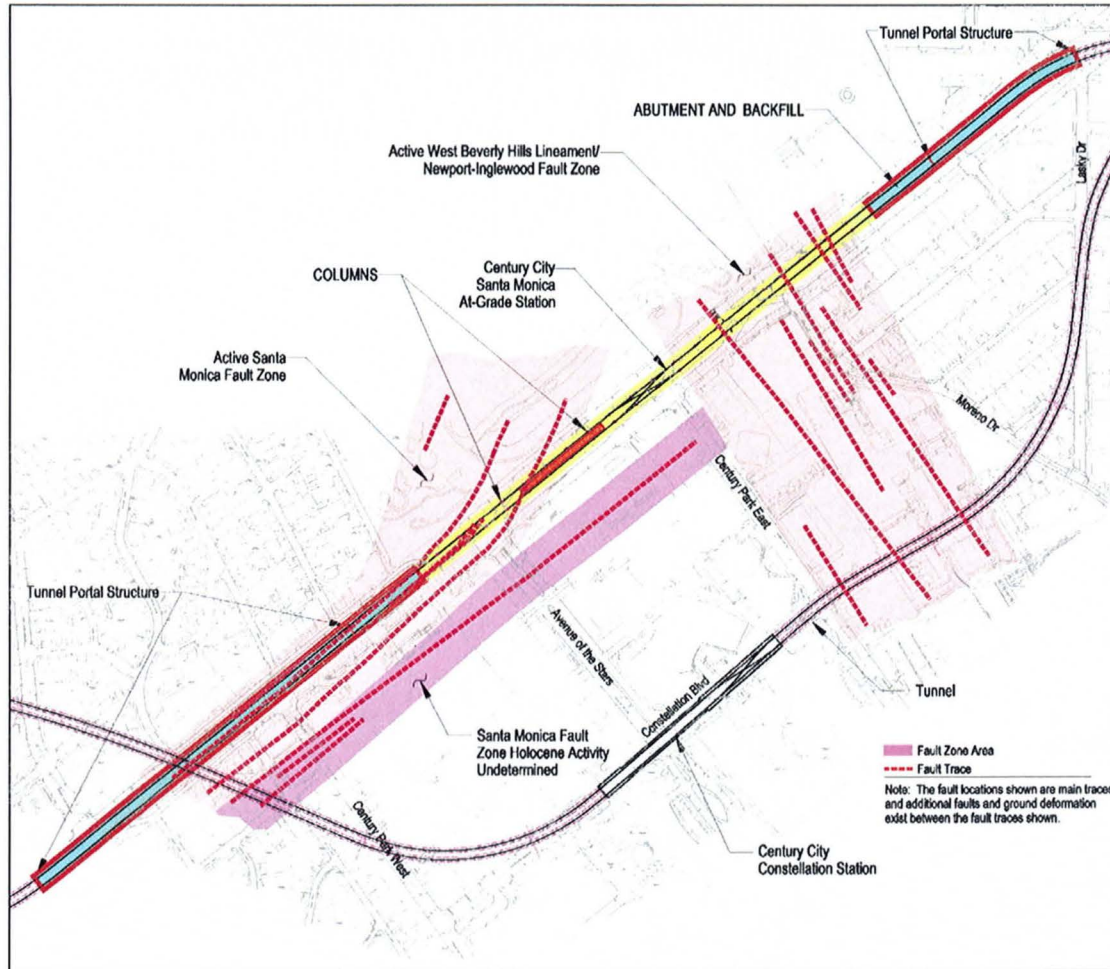 Tunnel Portal Structure
ABUTMENT AND BACKFILL
Active West Beverly Hills Lineament/
Newport-Inglewood Fault Zone
Lasky Dr
COLUMNS
Century City
Santa Monica
At-Grade Station
Active Santa
Monica Fault Zone
Moreno Dr
Century Park East
Tunnel Portal Structure
Avenue of the Stars
Constellation Blvd
Tunnel
Santa Monica Fault
Zone Holocene Activity
Undetermined
Century Park West
Fault Zone Area
Fault Trace
Note: The fault locations shown are main traces
and additional faults and ground deformation
exist between the fault traces shown.
Century City
Constellation Station